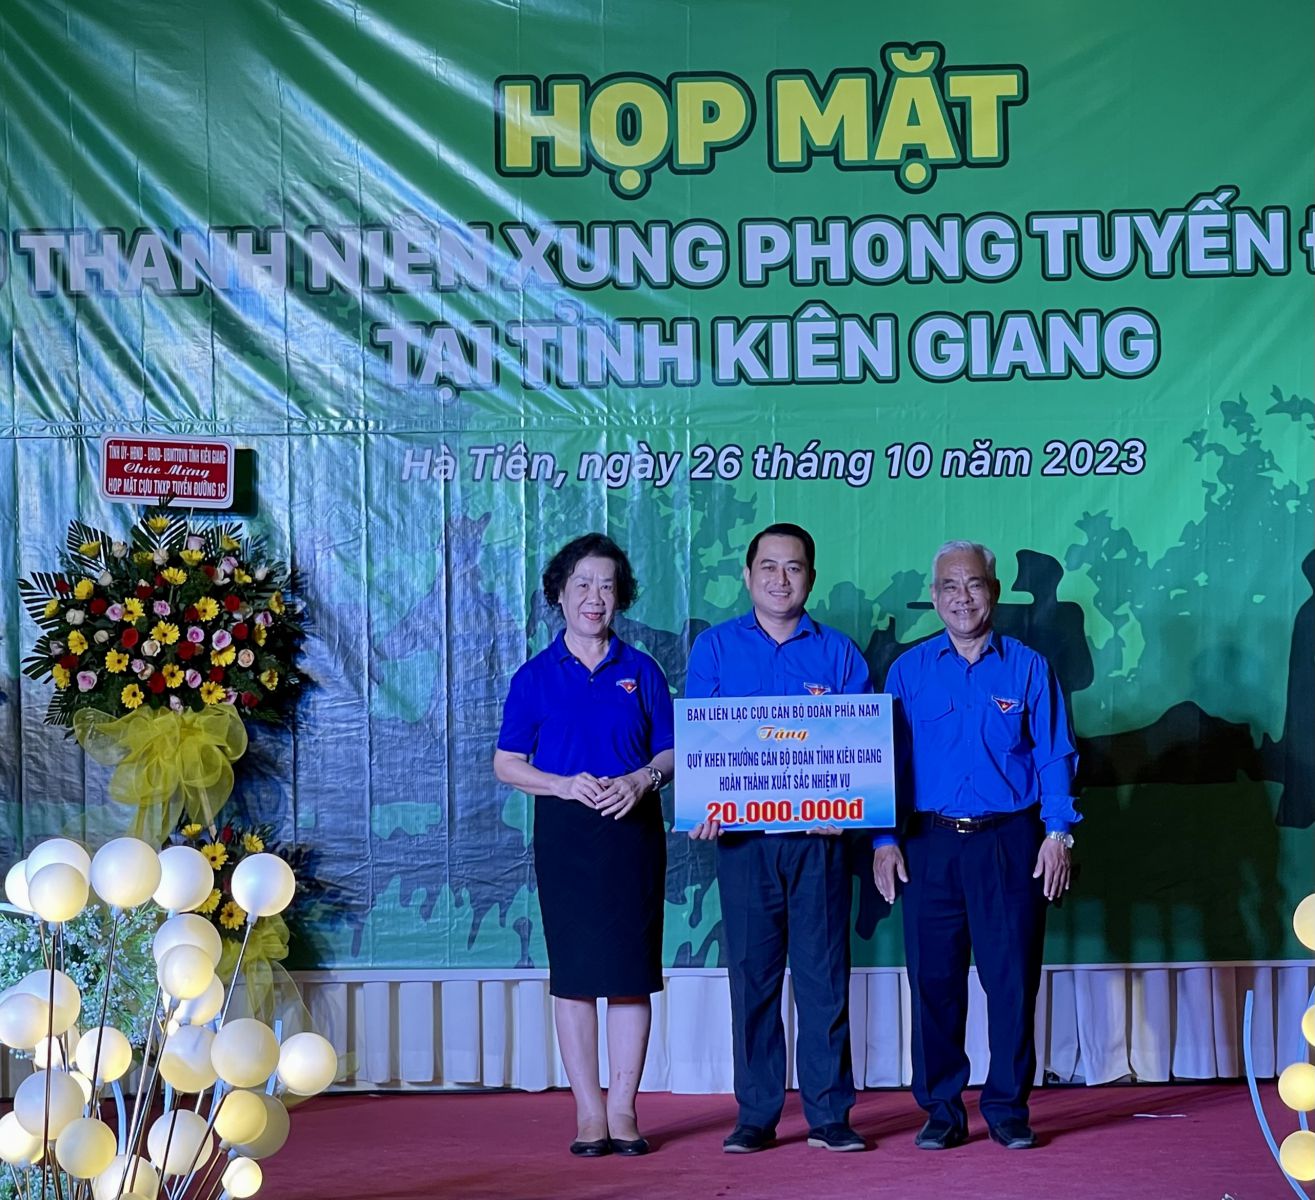 HỌP MẶT
THANH NIÊN XUNG PHONG TUYẾN
TẠI TỈNH KIÊN GIANG
Hà Tiên, ngày 26 tháng 10 năm 2023
TỈNH ỦY- HĐND - UBND- UBMTTQVN TỈNH KIÊN GIANG
Chúc Mừng
HỌP MẶT CỰU TNXP TUYẾN ĐƯỜNG 1C
BAN LIÊN LẠC CỰU CÁN BỘ ĐOÀN PHÍA NAM
Tặng
QUỸ KHEN THƯỞNG CÁN BỘ ĐOÀN TỈNH KIÊN GIANG
HOÀN THÀNH XUẤT SẮC NHIỆM VỤ
20.000.000đ